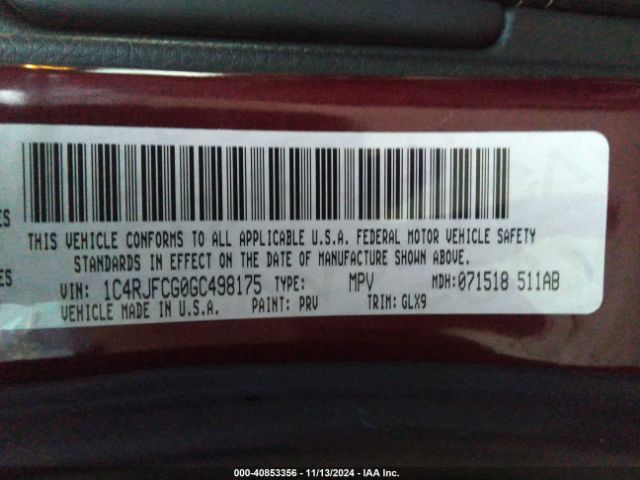 ES
THIS VEHICLE CONFORMS TO ALL APPLICABLE U.S.A. FEDERAL MOTOR VEHICLE SAFETY
STANDARDS IN EFFECT ON THE DATE OF MANUFACTURE SHOWN ABOVE.
ES
VIN: 1C4RJFCG0GC498175 TYPE: MPV MDH:071518 511AB
VEHICLE MADE IN U.S.A. PAINT: PRV TRIM: GLX9
000-40853356 - 11/13/2024 - IAA Inc.